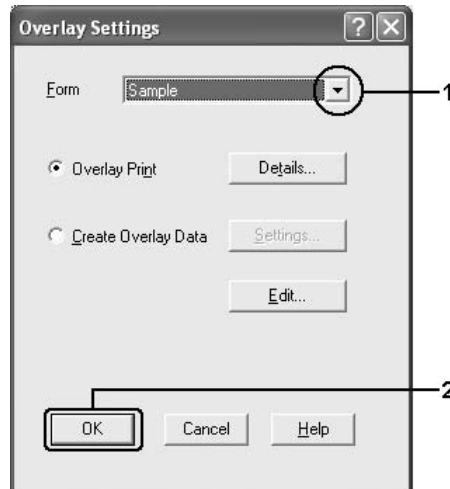 Overlay Settings
Form Sample 1
Overlay Print Details...
Create Overlay Data Settings...
Edit...
2
OK Cancel Help